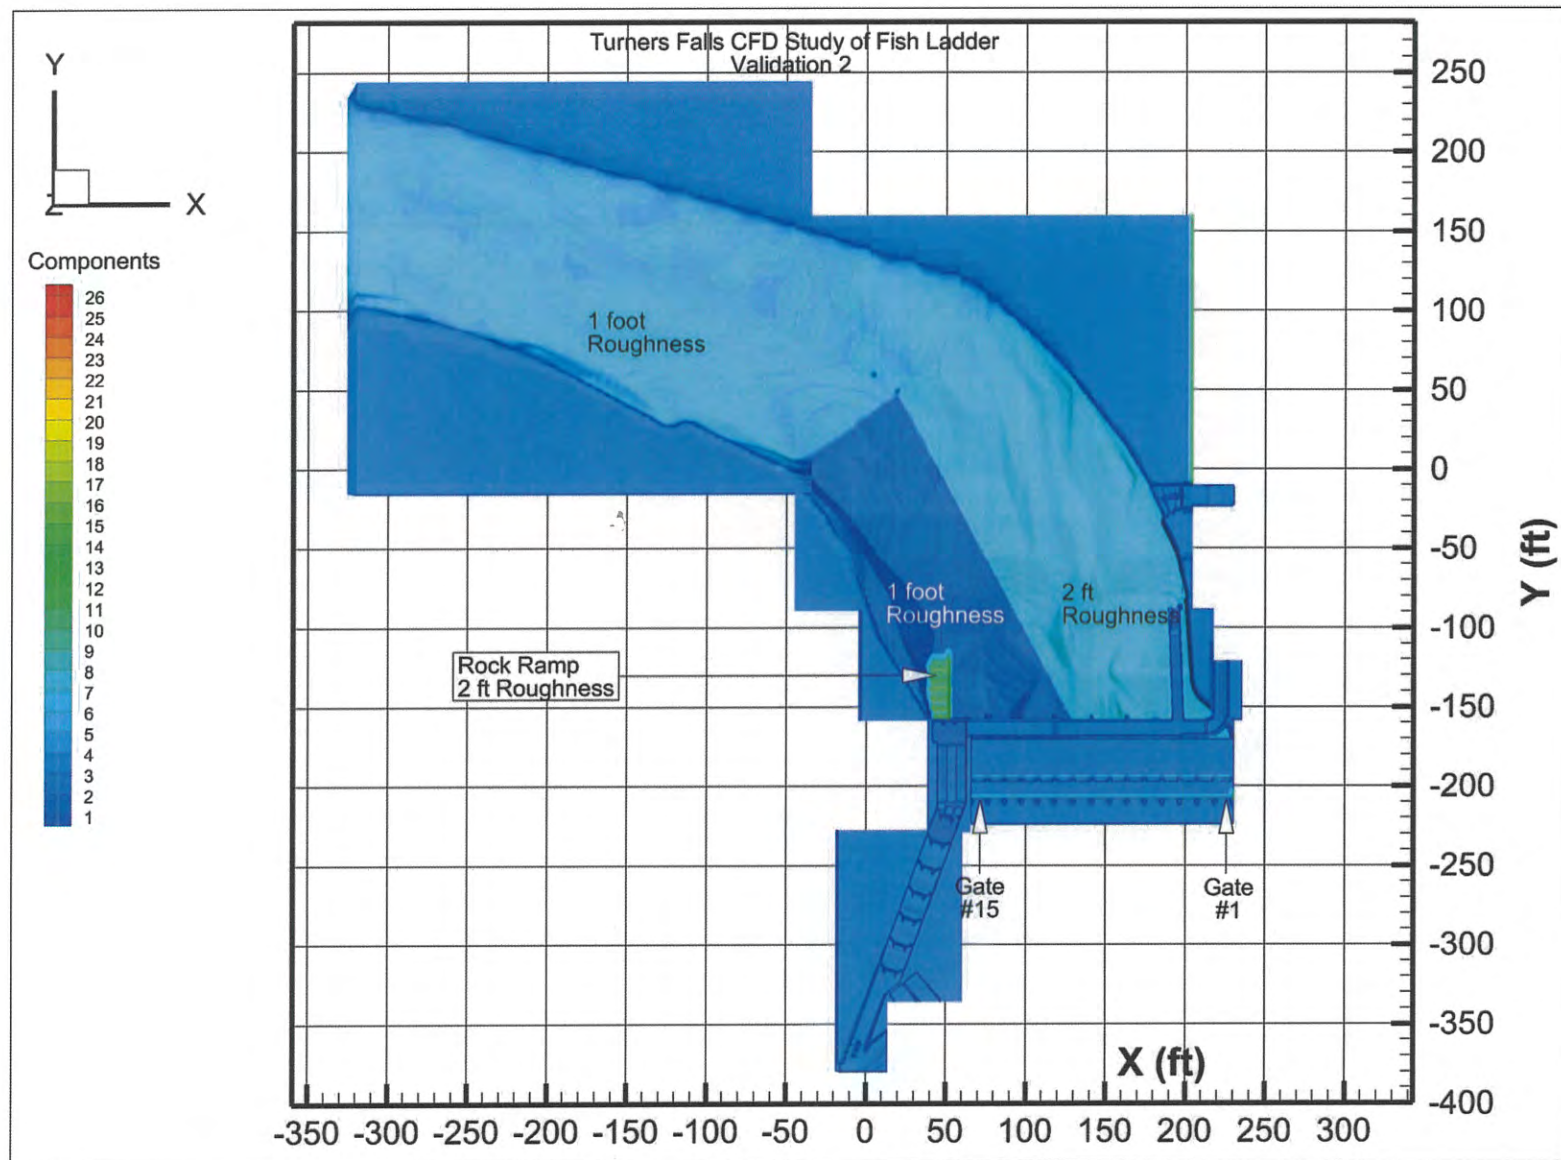 Turners Falls CFD Study of Fish Ladder
Validation 2
Y
X
Z
Components
26
25
24
23
22
21
20
19
18
17
16
15
14
13
12
11
10
9
8
7
6
5
4
3
2
1
1 foot
Roughness
1 foot
Roughness
2 ft
Roughness
Rock Ramp
2 ft Roughness
Gate
#15
Gate
#1
250
200
150
100
50
0
-50
-100
-150
-200
-250
-300
-350
-400
Y (ft)
X (ft)
-350 -300 -250 -200 -150 -100 -50 0 50 100 150 200 250 300